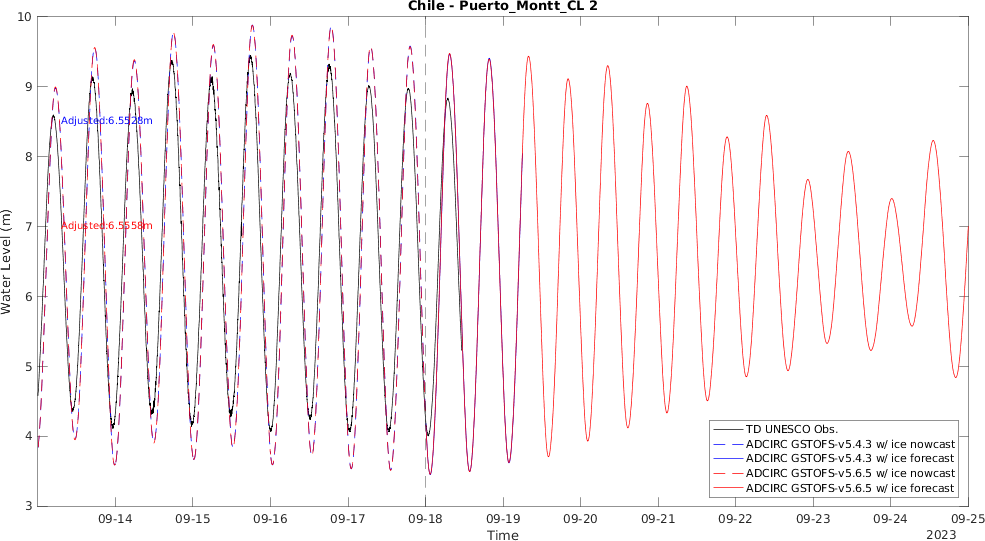 Chile - Puerto_Montt_CL 2
Water Level (m)
10
9
8
7
6
5
4
3
Adjusted:6.5528m
Adjusted:6.5558m
TD UNESCO Obs.
ADCIRC GSTOFS-v5.4.3 w/ ice nowcast
ADCIRC GSTOFS-v5.4.3 w/ ice forecast
ADCIRC GSTOFS-v5.6.5 w/ ice nowcast
ADCIRC GSTOFS-v5.6.5 w/ ice forecast
09-14 09-15 09-16 09-17 09-18 09-19 09-20 09-21 09-22 09-23 09-24 09-25
Time
2023